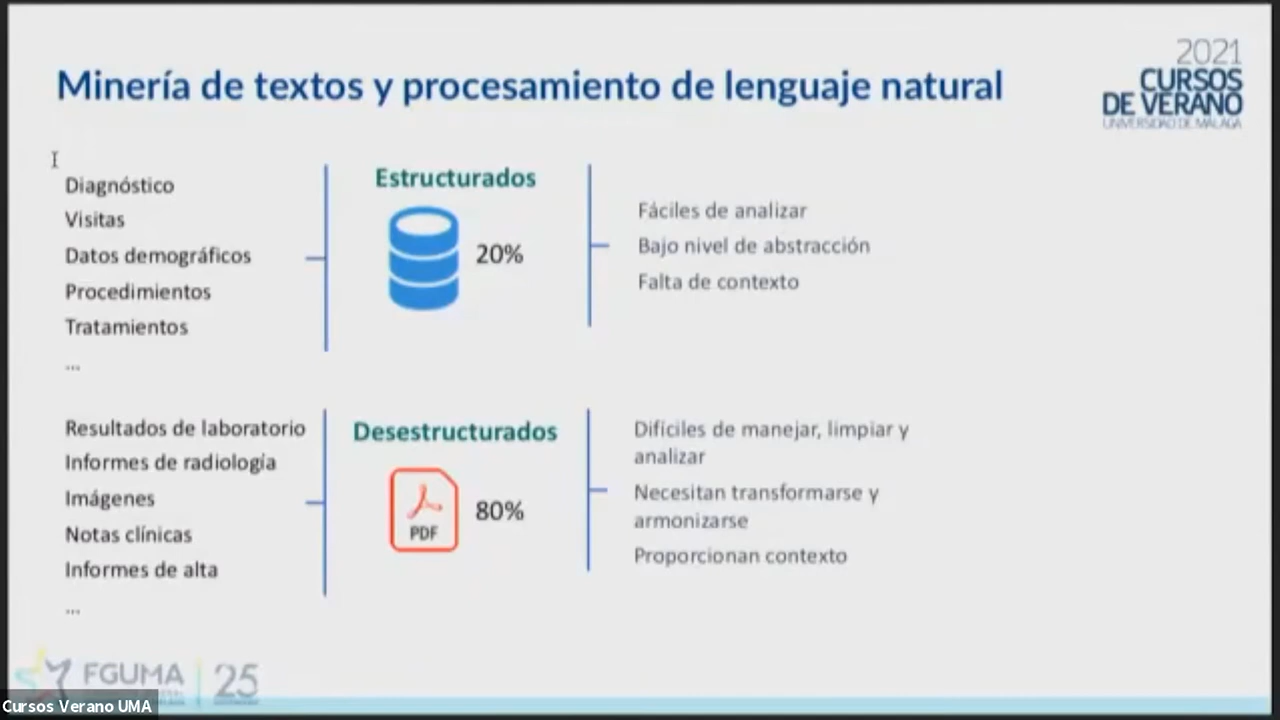 Minería de textos y procesamiento de lenguaje natural
2021
CURSOS
DE VERANO
UNIVERSIDAD DE MÁLAGA
Diagnóstico
Visitas
Datos demográficos
Procedimientos
Tratamientos
...
Estructurados
20%
Fáciles de analizar
Bajo nivel de abstracción
Falta de contexto
Resultados de laboratorio
Informes de radiología
Imágenes
Notas clínicas
Informes de alta
...
Desestructurados
PDF
80%
Difíciles de manejar, limpiar y
analizar
Necesitan transformarse y
armonizarse
Proporcionan contexto
FGUMA
25
Cursos Verano UMA